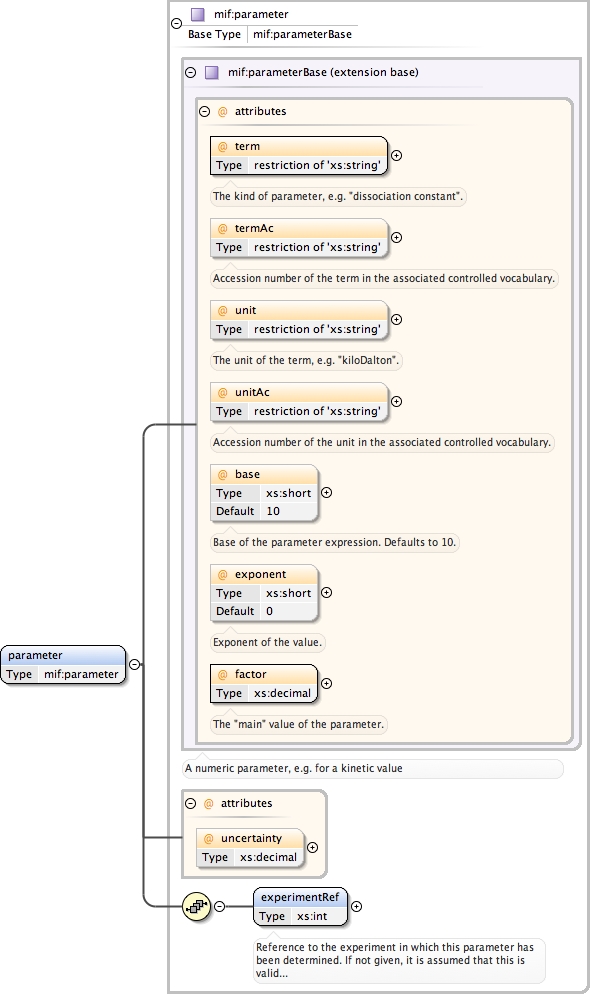 mif:parameter
Base Type mif:parameterBase
mif:parameterBase (extension base)
@ attributes
@ term
Type restriction of 'xs:string'
The kind of parameter, e.g. "dissociation constant".
@ termAc
Type restriction of 'xs:string'
Accession number of the term in the associated controlled vocabulary.
@ unit
Type restriction of 'xs:string'
The unit of the term, e.g. "kiloDalton".
@ unitAc
Type restriction of 'xs:string'
Accession number of the unit in the associated controlled vocabulary.
@ base
Type xs:short
Default 10
Base of the parameter expression. Defaults to 10.
@ exponent
Type xs:short
Default 0
Exponent of the value.
parameter
Type mif:parameter
@ factor
Type xs:decimal
The "main" value of the parameter.
A numeric parameter, e.g. for a kinetic value
@ attributes
@ uncertainty
Type xs:decimal
experimentRef
Type xs:int
Reference to the experiment in which this parameter has
been determined. If not given, it is assumed that this is
valid...